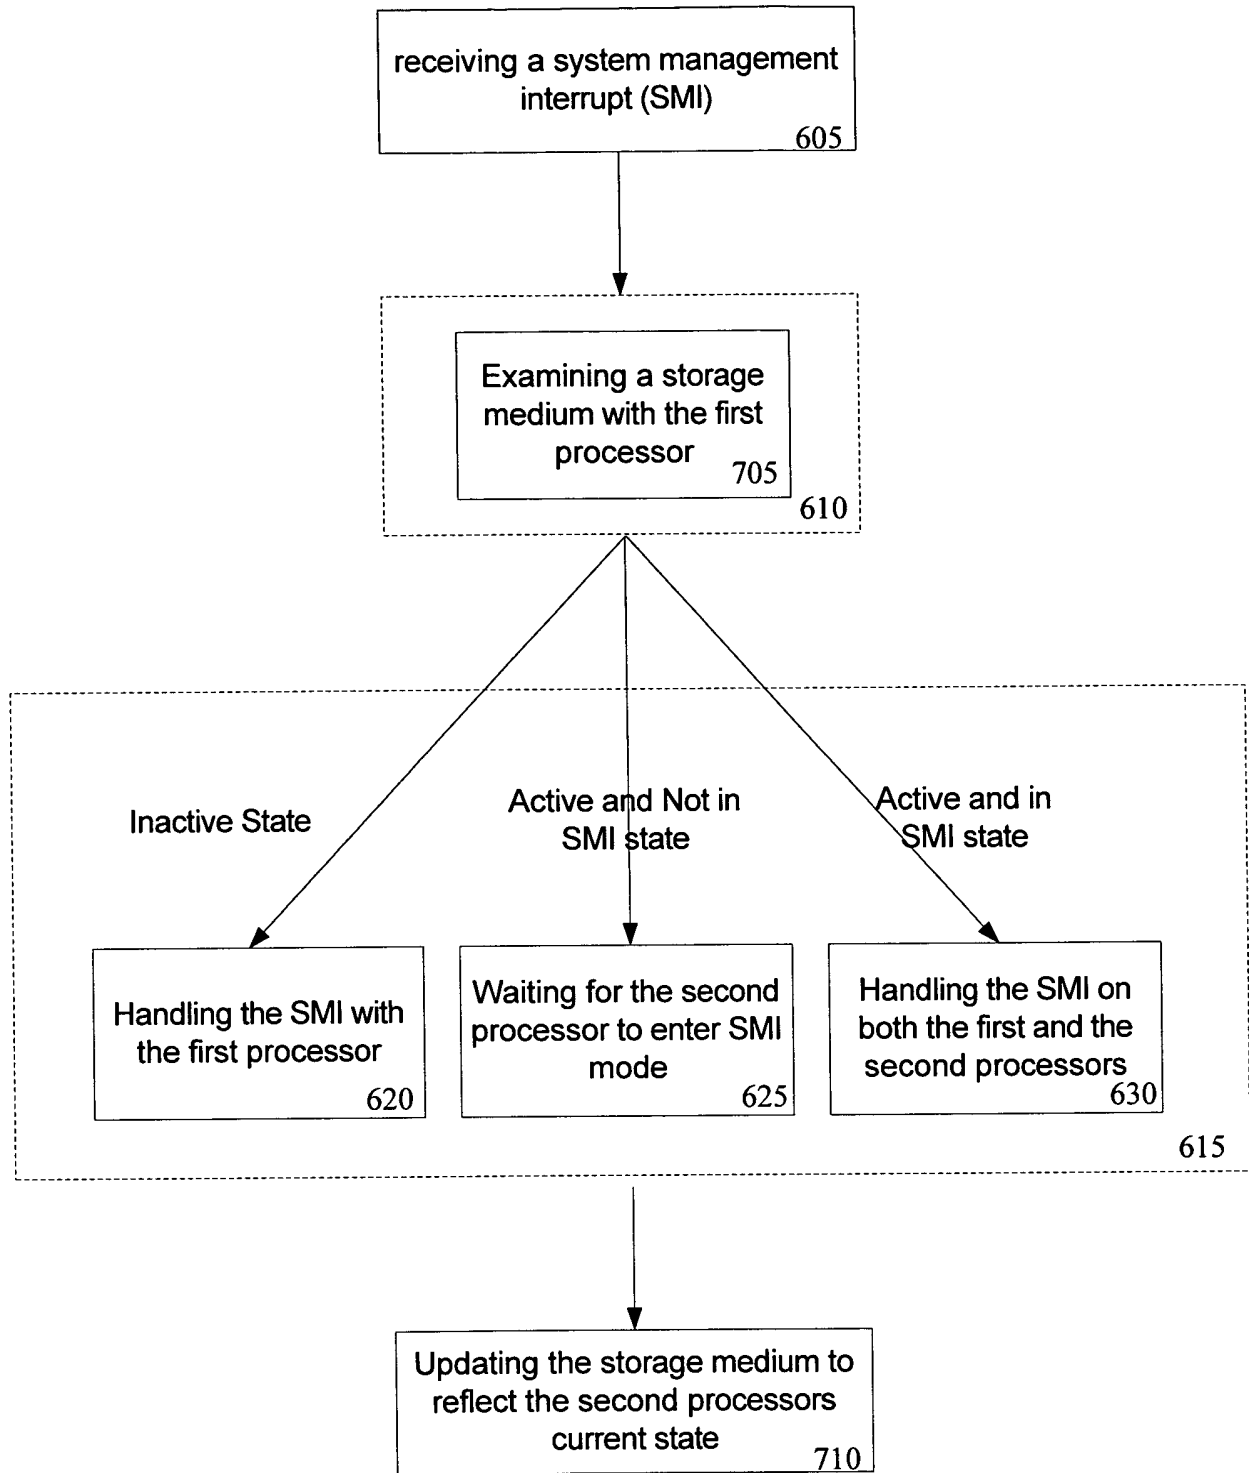 receiving a system management
interrupt (SMI)
605
Examining a storage
medium with the first
processor
705
610
Inactive State
Active and Not in
SMI state
Active and in
SMI state
Handling the SMI with
the first processor
620
Waiting for the second
processor to enter SMI
mode
625
Handling the SMI on
both the first and the
second processors
630
615
Updating the storage medium to
reflect the second processors
current state
710